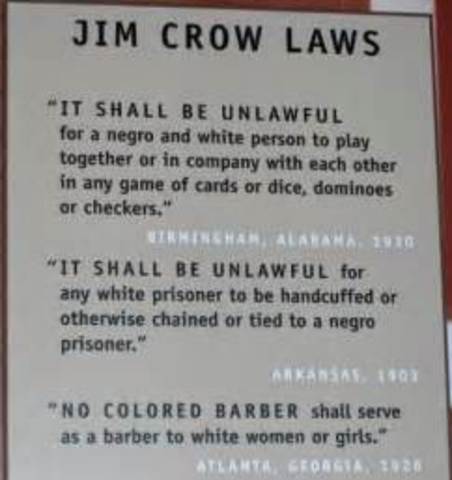 JIM CROW LAWS
"IT SHALL BE UNLAWFUL
for a negro and white person to play
together or in company with each other
in any game of cards or dice, dominoes
or checkers."
BIRMINGHAM, ALABAMA, 1930
"IT SHALL BE UNLAWFUL for
any white prisoner to be handcuffed or
otherwise chained or tied to a negro
prisoner."
ARKANSAS, 1903
"NO COLORED BARBER shall serve
as a barber to white women or girls."
ATLANTA, GEORGIA, 1926